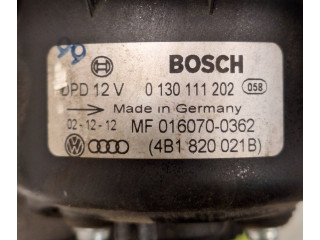 BOSCH
DPD 12 V 0 130 111 202 058
Made in Germany
02-12-12 MF 016070-0362
(4B1 820 021B)